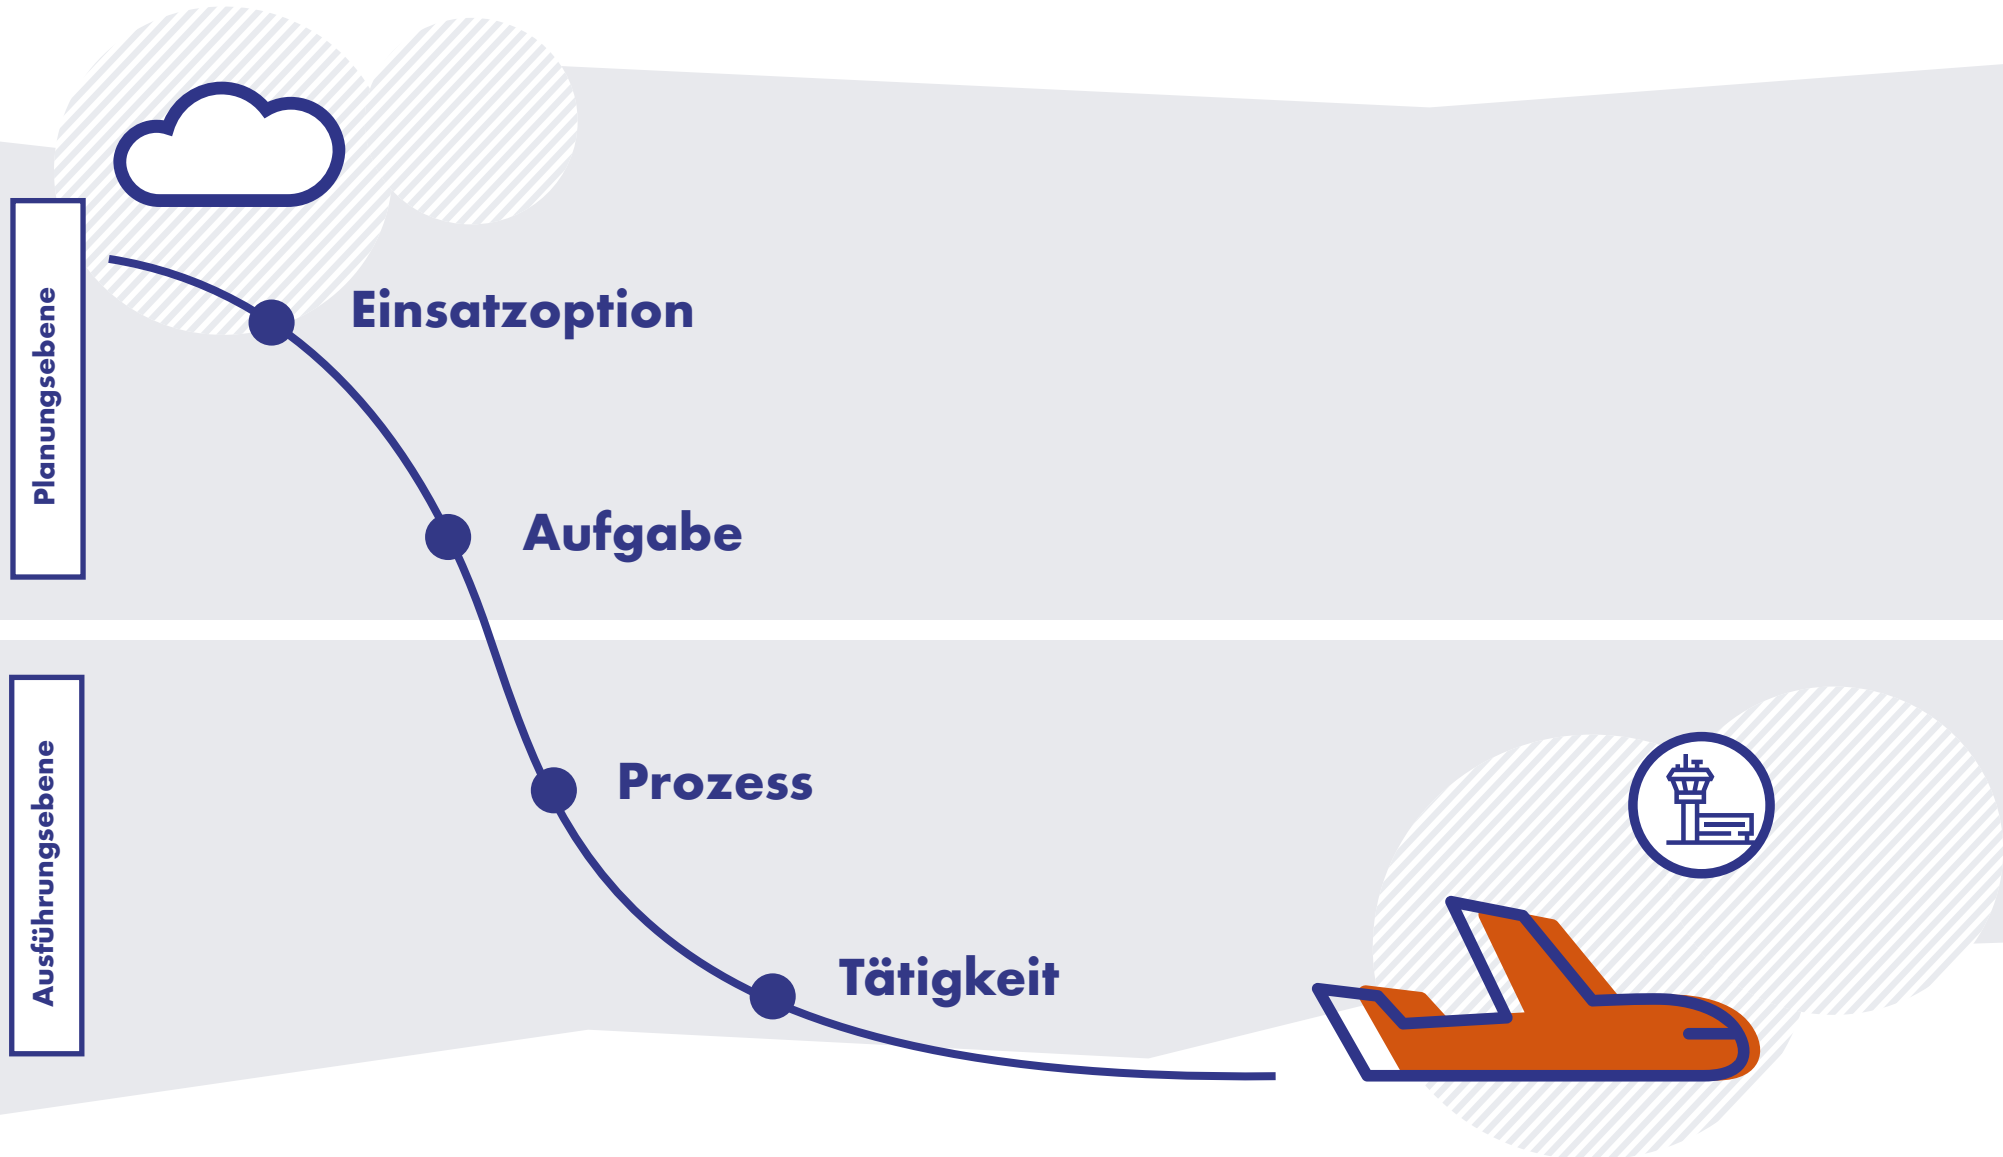 Planungsebene
Einsatzoption
Aufgabe
Ausführungsebene
Prozess
Tätigkeit